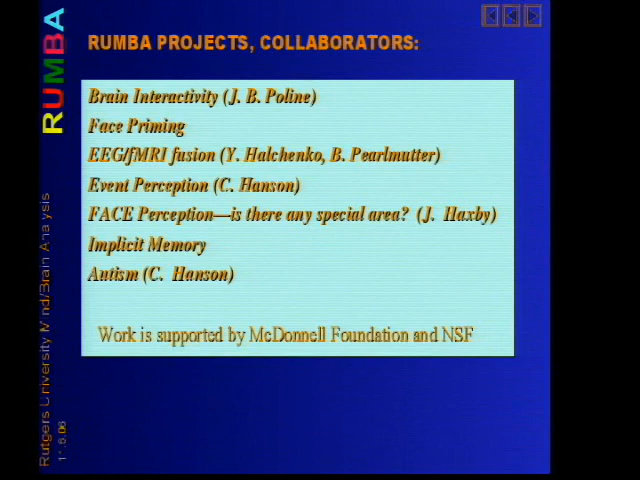 RUMBA PROJECTS, COLLABORATORS:
Brain Interactivity (J. B. Poline)
Face Priming
EEG/fMRI fusion (Y. Halchenko, B. Pearlmutter)
Event Perception (C. Hanson)
FACE Perception—is there any special area? (J. Haxby)
Implicit Memory
Autism (C. Hanson)
Work is supported by McDonnell Foundation and NSF
RUMBA
Rutgers University Mind/Brain Analysis